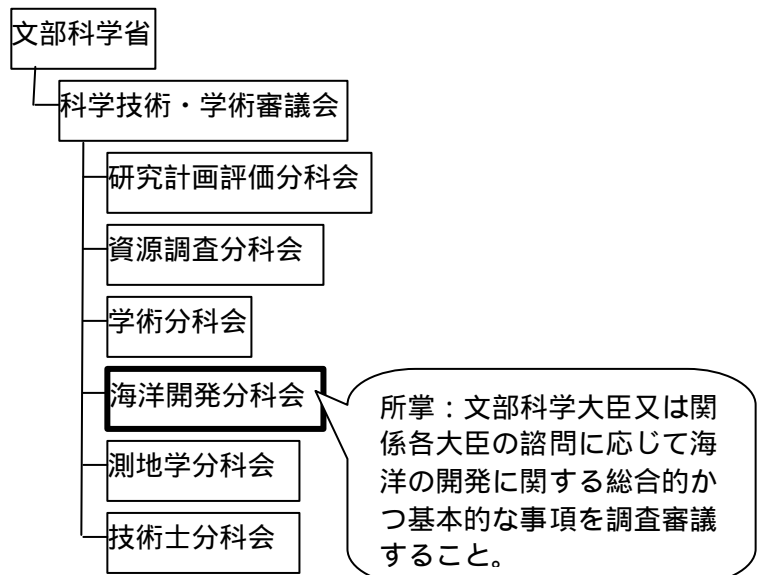 文部科学省
科学技術・学術審議会
研究計画評価分科会
資源調査分科会
学術分科会
海洋開発分科会
所掌：文部科学大臣又は関
係各大臣の諮問に応じて海
洋の開発に関する総合的か
つ基本的な事項を調査審議
すること。
測地学分科会
技術士分科会